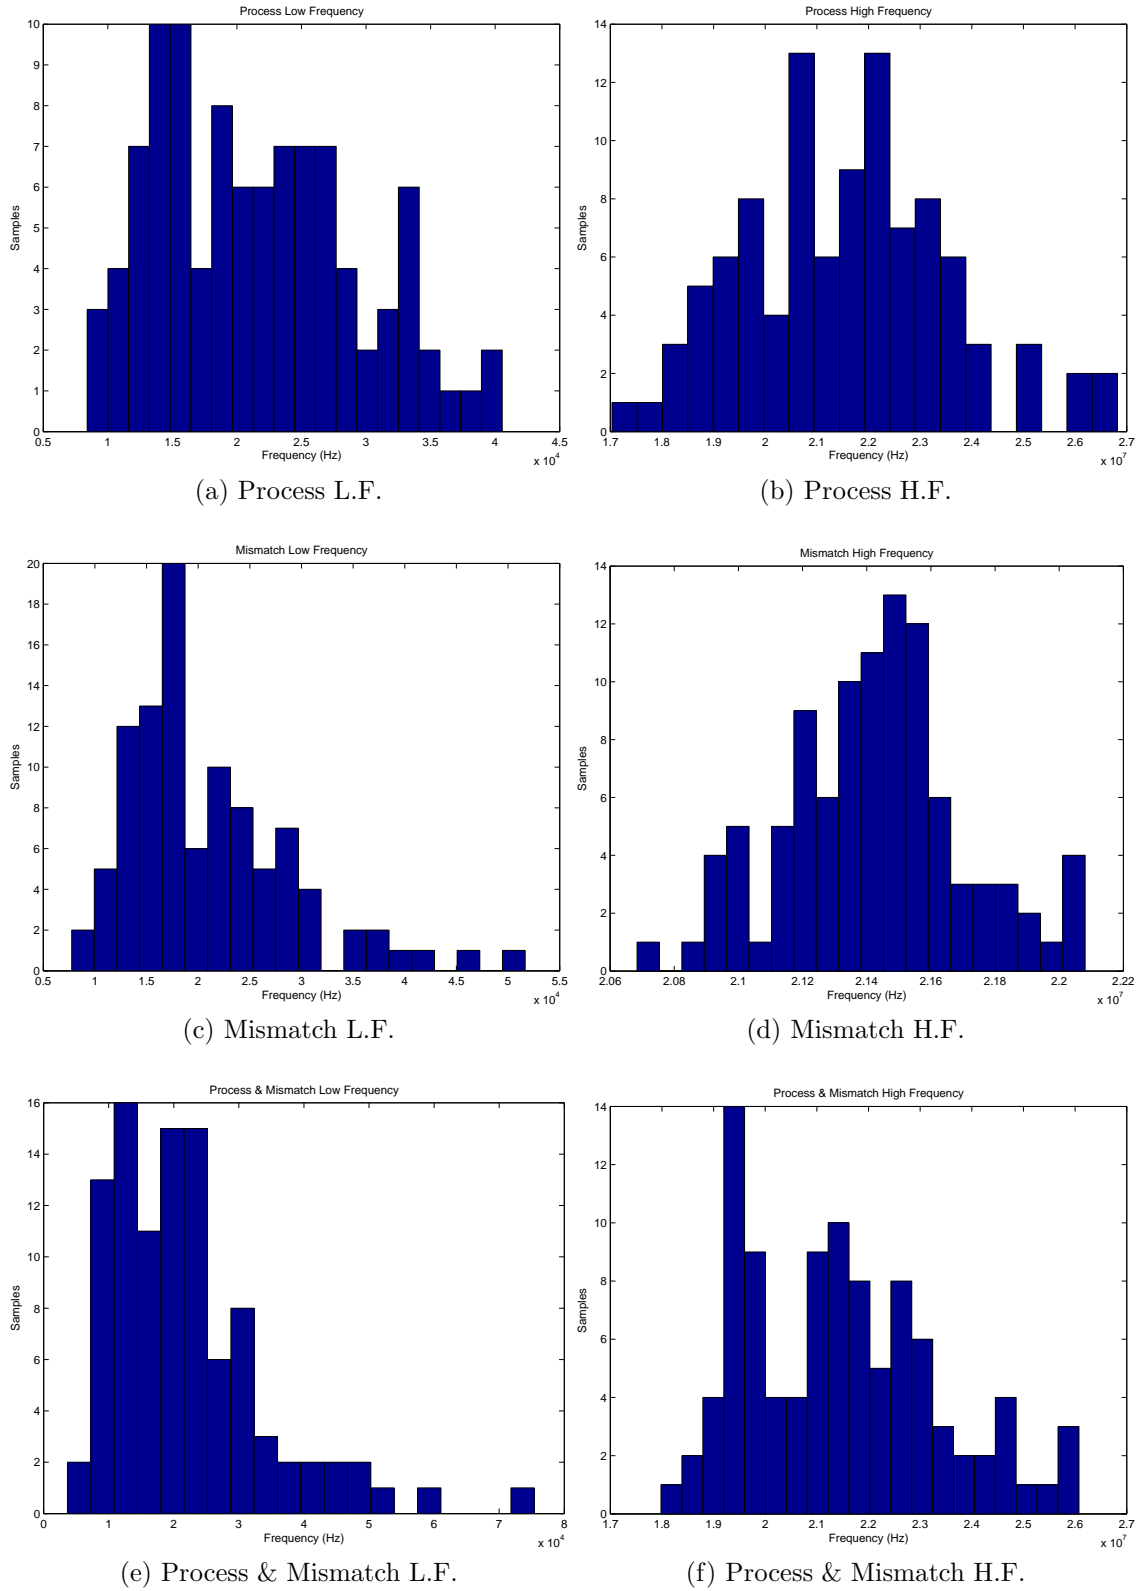 Process Low Frequency
10
9
8
7
6
5
4
3
2
1
0
Samples
0.5 1 1.5 2 2.5 3 3.5 4 4.5
Frequency (Hz)
x 10^4
(a) Process L.F.
Process High Frequency
14
12
10
8
6
4
2
0
Samples
1.7 1.8 1.9 2 2.1 2.2 2.3 2.4 2.5 2.6 2.7
Frequency (Hz)
x 10^7
(b) Process H.F.
Mismatch Low Frequency
20
18
16
14
12
10
8
6
4
2
0
Samples
0.5 1 1.5 2 2.5 3 3.5 4 4.5 5 5.5
Frequency (Hz)
x 10^4
(c) Mismatch L.F.
Mismatch High Frequency
14
12
10
8
6
4
2
0
Samples
2.06 2.08 2.1 2.12 2.14 2.16 2.18 2.2 2.22
Frequency (Hz)
x 10^7
(d) Mismatch H.F.
Process & Mismatch Low Frequency
16
14
12
10
8
6
4
2
0
Samples
0 1 2 3 4 5 6 7 8
Frequency (Hz)
x 10^4
(e) Process & Mismatch L.F.
Process & Mismatch High Frequency
14
12
10
8
6
4
2
0
Samples
1.7 1.8 1.9 2 2.1 2.2 2.3 2.4 2.5 2.6 2.7
Frequency (Hz)
x 10^7
(f) Process & Mismatch H.F.